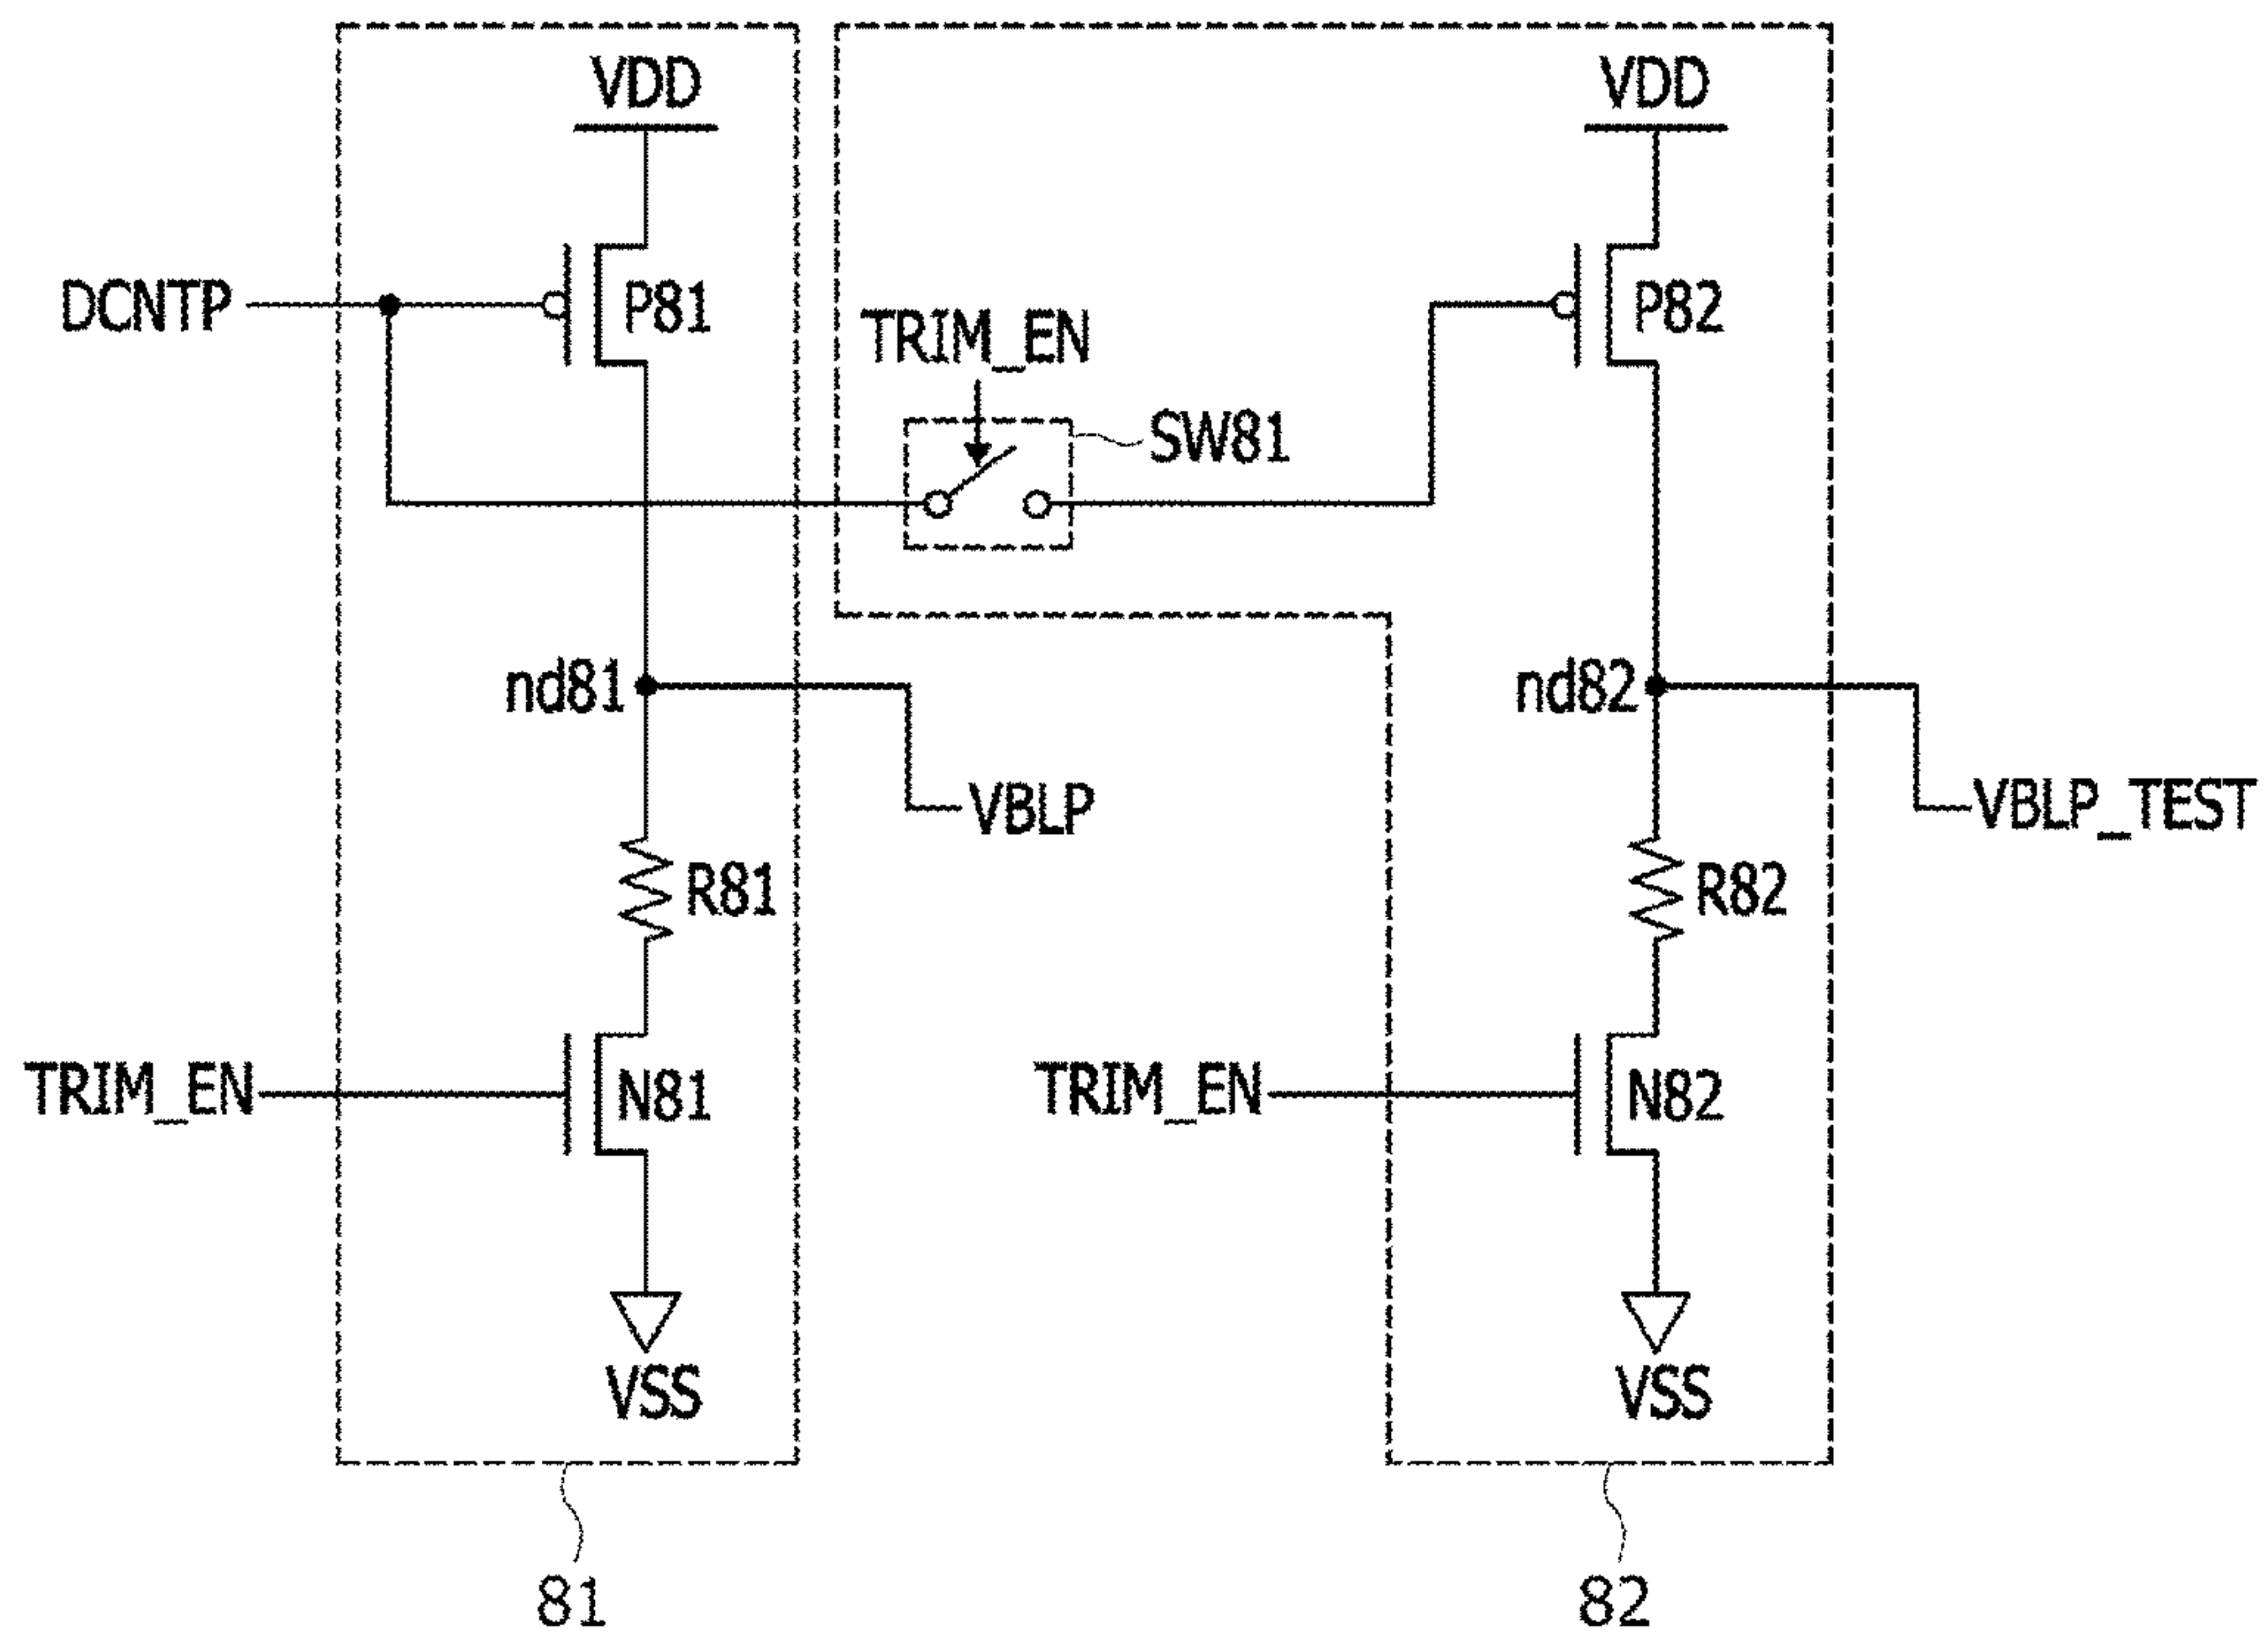 VDD
VDD
DCNTP
P81
TRIM_EN
P82
SW81
nd81
nd82
VBLP
VBLP_TEST
R81
R82
TRIM_EN
N81
TRIM_EN
N82
VSS
VSS
81
82